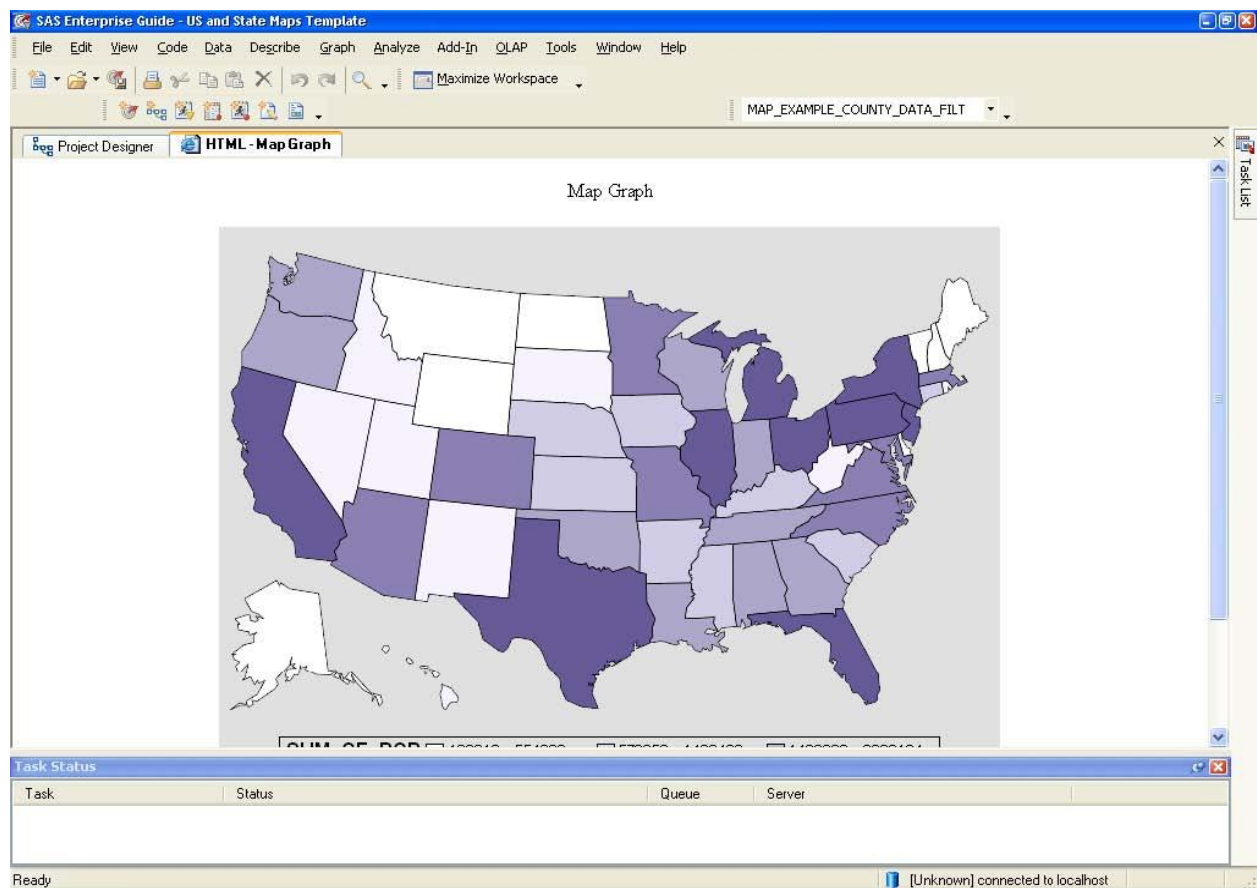 SAS Enterprise Guide - US and State Maps Template
File Edit View Code Data Describe Graph Analyze Add-In OLAP Tools Window Help
Maximize Workspace
MAP_EXAMPLE_COUNTY_DATA_FILT
Project Designer HTML - Map Graph
Task List
Map Graph
SUM_OF_POP
Task Status
Task Status Queue Server
Ready [Unknown] connected to localhost